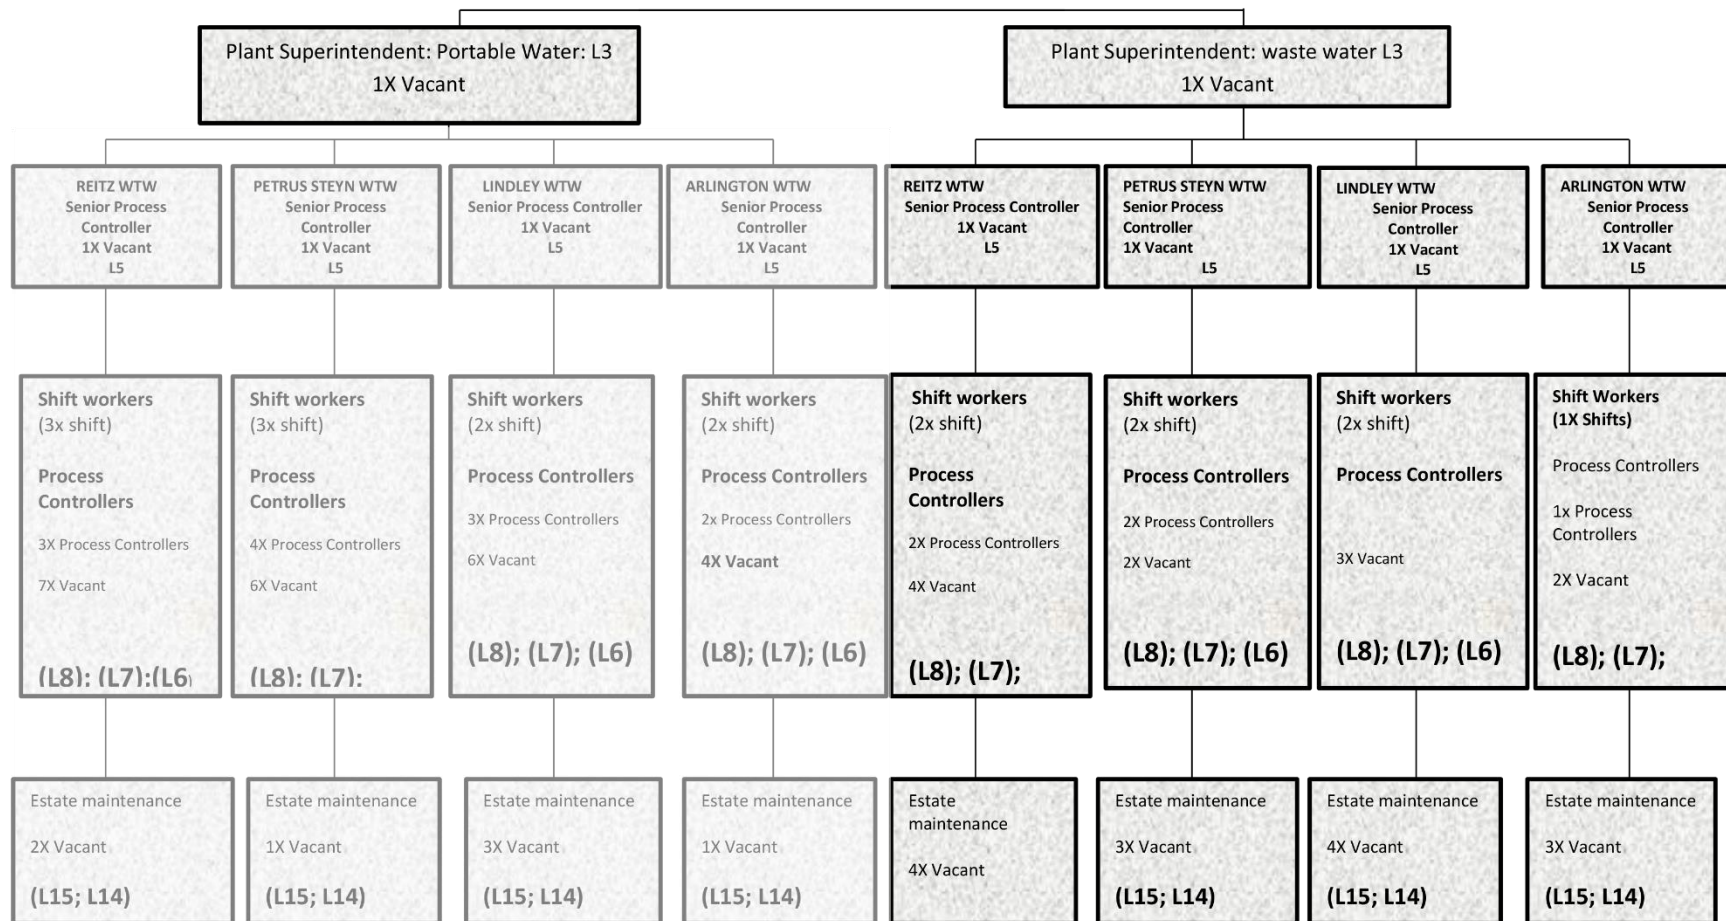 Plant Superintendent: Portable Water: L3
1X Vacant
Plant Superintendent: waste water L3
1X Vacant
REITZ WTW
Senior Process
Controller
1X Vacant
L5
PETRUS STEYN WTW
Senior Process
Controller
1X Vacant
L5
LINDLEY WTW
Senior Process Controller
1X Vacant
L5
ARLINGTON WTW
Senior Process
Controller
1X Vacant
L5
REITZ WTW
Senior Process Controller
1X Vacant
L5
PETRUS STEYN WTW
Senior Process
Controller
1X Vacant
L5
LINDLEY WTW
Senior Process
Controller
1X Vacant
L5
ARLINGTON WTW
Senior Process
Controller
1X Vacant
L5
Shift workers
(3x shift)
Process
Controllers
3X Process Controllers
7X Vacant
(L8); (L7);(L6)
Shift workers
(3x shift)
Process
Controllers
4X Process Controllers
6X Vacant
(L8); (L7);
Shift workers
(2x shift)
Process Controllers
3X Process Controllers
6X Vacant
(L8); (L7); (L6)
Shift workers
(2x shift)
Process Controllers
2x Process Controllers
4X Vacant
(L8); (L7); (L6)
Shift workers
(2x shift)
Process
Controllers
2X Process Controllers
4X Vacant
(L8); (L7);
Shift workers
(2x shift)
Process Controllers
2X Process Controllers
2X Vacant
(L8); (L7); (L6)
Shift workers
(2x shift)
Process Controllers
3X Vacant
(L8); (L7); (L6)
Shift Workers
(1X Shifts)
Process Controllers
1x Process
Controllers
2X Vacant
(L8); (L7);
Estate maintenance
2X Vacant
(L15; L14)
Estate maintenance
1X Vacant
(L15; L14)
Estate maintenance
3X Vacant
(L15; L14)
Estate maintenance
1X Vacant
(L15; L14)
Estate
maintenance
4X Vacant
Estate maintenance
3X Vacant
(L15; L14)
Estate maintenance
4X Vacant
(L15; L14)
Estate maintenance
3X Vacant
(L15; L14)